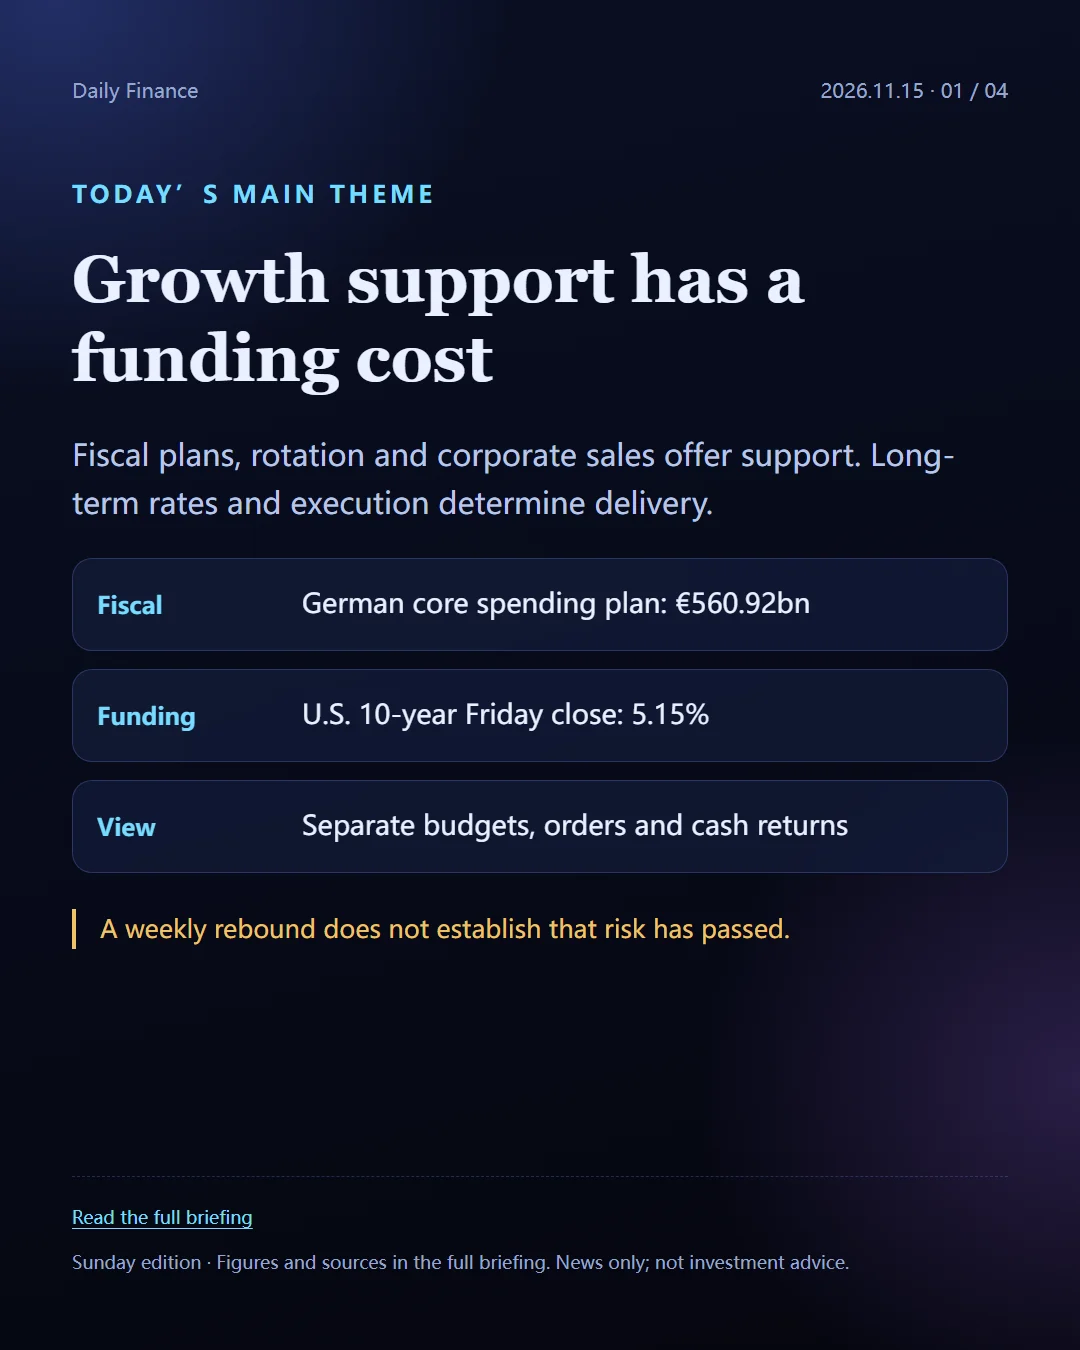 Daily Finance
2026.11.15 · 01 / 04
TODAY’ S MAIN THEME
Growth support has a
funding cost
Fiscal plans, rotation and corporate sales offer support. Long-
term rates and execution determine delivery.
Fiscal German core spending plan: €560.92bn
Funding U.S. 10-year Friday close: 5.15%
View Separate budgets, orders and cash returns
A weekly rebound does not establish that risk has passed.
Read the full briefing
Sunday edition · Figures and sources in the full briefing. News only; not investment advice.